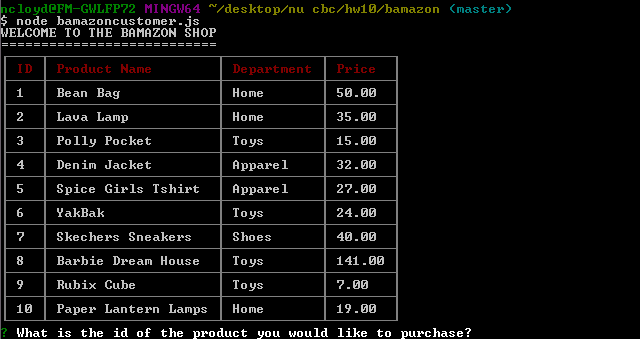 ncloyd@FM-GWLFP72 MINGW64 ~/desktop/nu cbc/hw10/bamazon (master)
$ node bamazoncustomer.js
WELCOME TO THE BAMAZON SHOP
===========================
ID Product Name Department Price
1 Bean Bag Home 50.00
2 Lava Lamp Home 35.00
3 Polly Pocket Toys 15.00
4 Denim Jacket Apparel 32.00
5 Spice Girls Tshirt Apparel 27.00
6 YakBak Toys 24.00
7 Skechers Sneakers Shoes 40.00
8 Barbie Dream House Toys 141.00
9 Rubix Cube Toys 7.00
10 Paper Lantern Lamps Home 19.00
? What is the id of the product you would like to purchase?